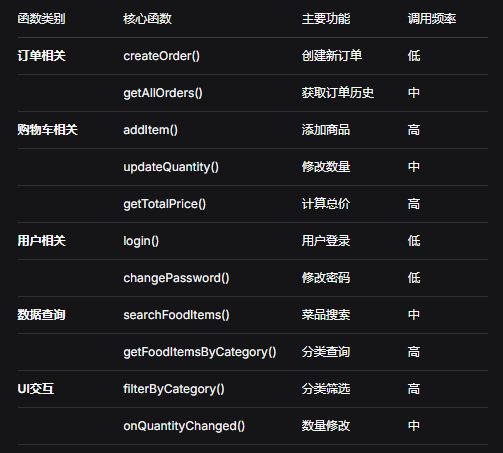 函数类别 核心函数 主要功能 调用频率
订单相关 createOrder() 创建新订单 低
getAllOrders() 获取订单历史 中
购物车相关 addItem() 添加商品 高
updateQuantity() 修改数量 中
getTotalPrice() 计算总价 高
用户相关 login() 用户登录 低
changePassword() 修改密码 低
数据查询 searchFoodItems() 菜品搜索 中
getFoodItemsByCategory() 分类查询 高
UI交互 filterByCategory() 分类筛选 高
onQuantityChanged() 数量修改 中